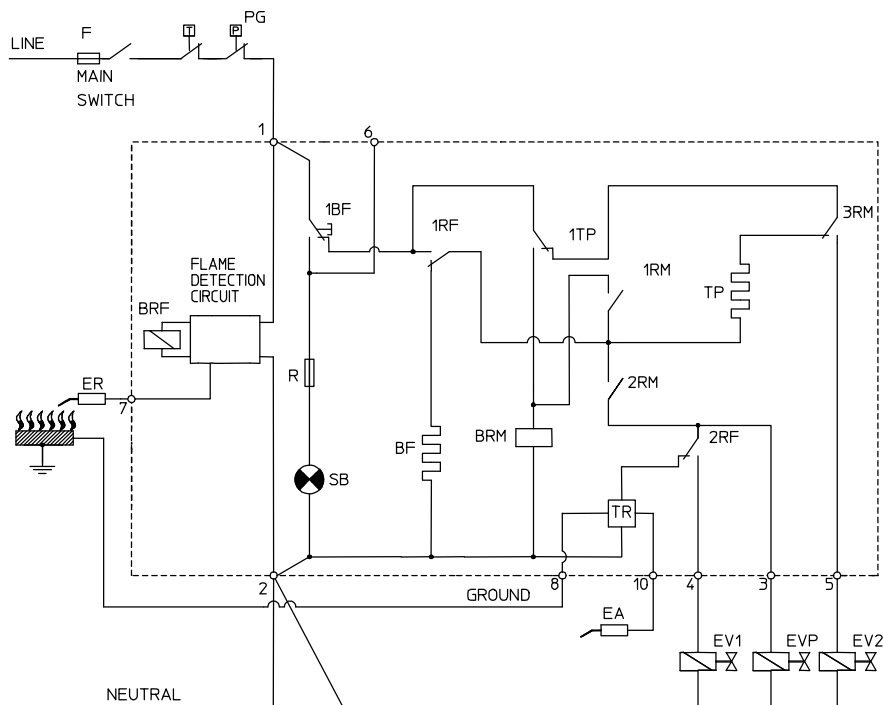 PG
F
LINE
T
P
MAIN
SWITCH
1
6
1BF
1RF
1TP
3RM
1RM
FLAME
DETECTION
CIRCUIT
TP
BRF
R
ER
7
2RM
BF
BRM
2RF
SB
TR
2
8
10
4
3
5
GROUND
EA
EV1
EVP
EV2
NEUTRAL